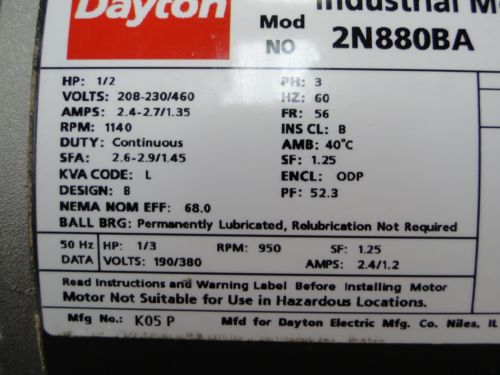 Dayton
Industrial
Mod NO 2N880BA
HP: 1/2 PH: 3
VOLTS: 208-230/460 HZ: 60
AMPS: 2.4-2.7/1.35 FR: 56
RPM: 1140 INS CL: B
DUTY: Continuous AMB: 40°C
SFA: 2.6-2.9/1.45 SF: 1.25
KVA CODE: L ENCL: ODP
DESIGN: B PF: 52.3
NEMA NOM EFF: 68.0
BALL BRG: Permanently Lubricated, Relubrication Not Required
50 Hz HP: 1/3 RPM: 950 SF: 1.25
DATA VOLTS: 190/380 AMPS: 2.4/1.2
Read Instructions and Warning Label Before Installing Motor
Motor Not Suitable for Use in Hazardous Locations.
Mfg No.: K05 P Mfd for Dayton Electric Mfg. Co. Niles, IL